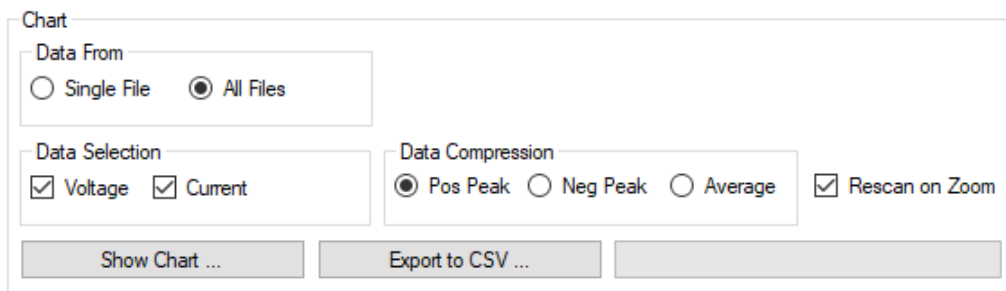 Chart
Data From
Single File All Files
Data Selection
Voltage Current
Data Compression
Pos Peak Neg Peak Average
Rescan on Zoom
Show Chart ... Export to CSV ...